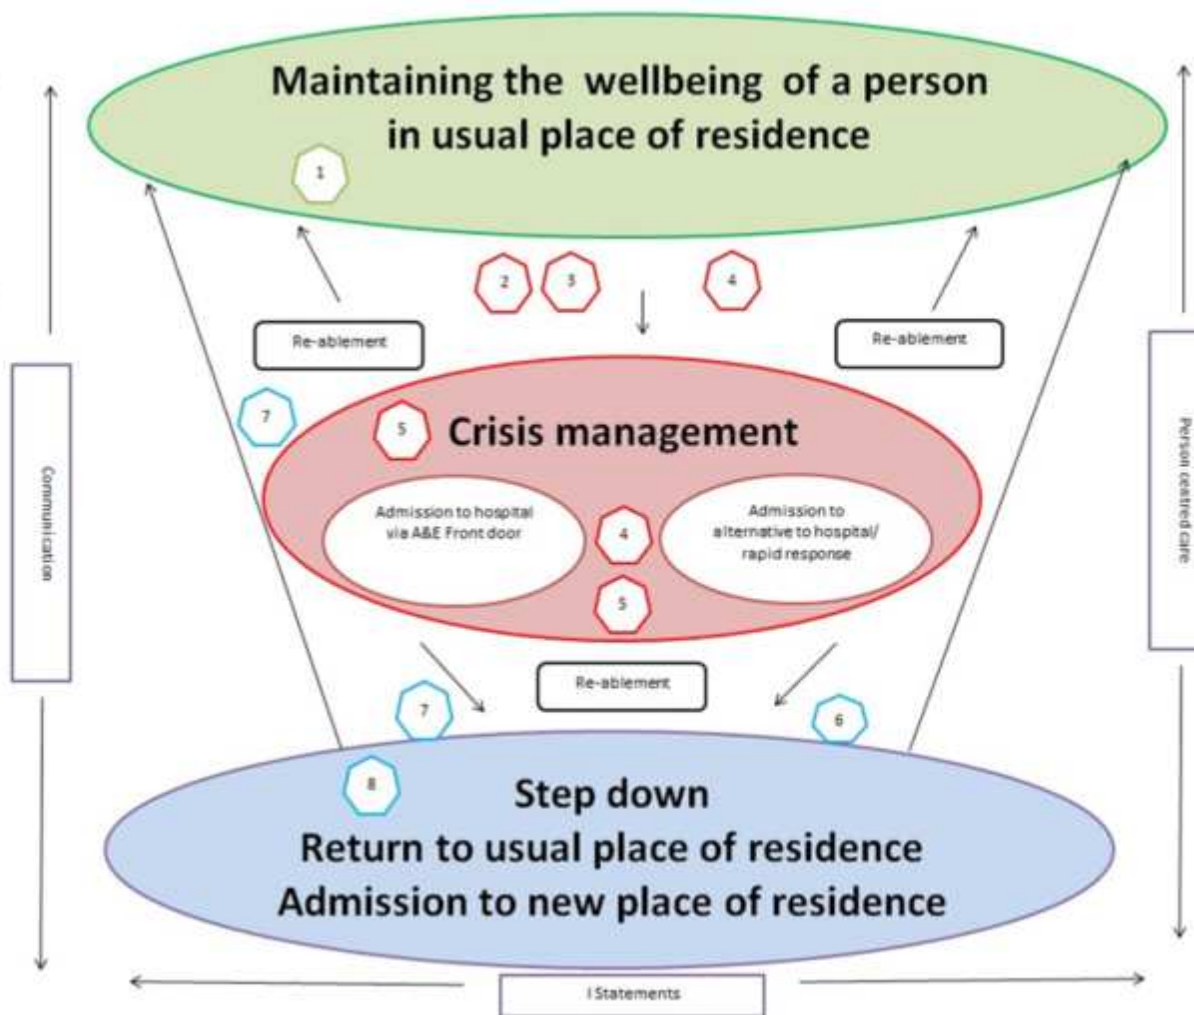 Maintaining the wellbeing of a person
in usual place of residence
1
2
3
4
Re-ablement
Re-ablement
7
5
Crisis management
Admission to hospital
via A&E Front door
4
Admission to
alternative to hospital/
rapid response
5
Communication
Person centred care
Re-ablement
7
6
8
Step down
Return to usual place of residence
Admission to new place of residence
I Statements